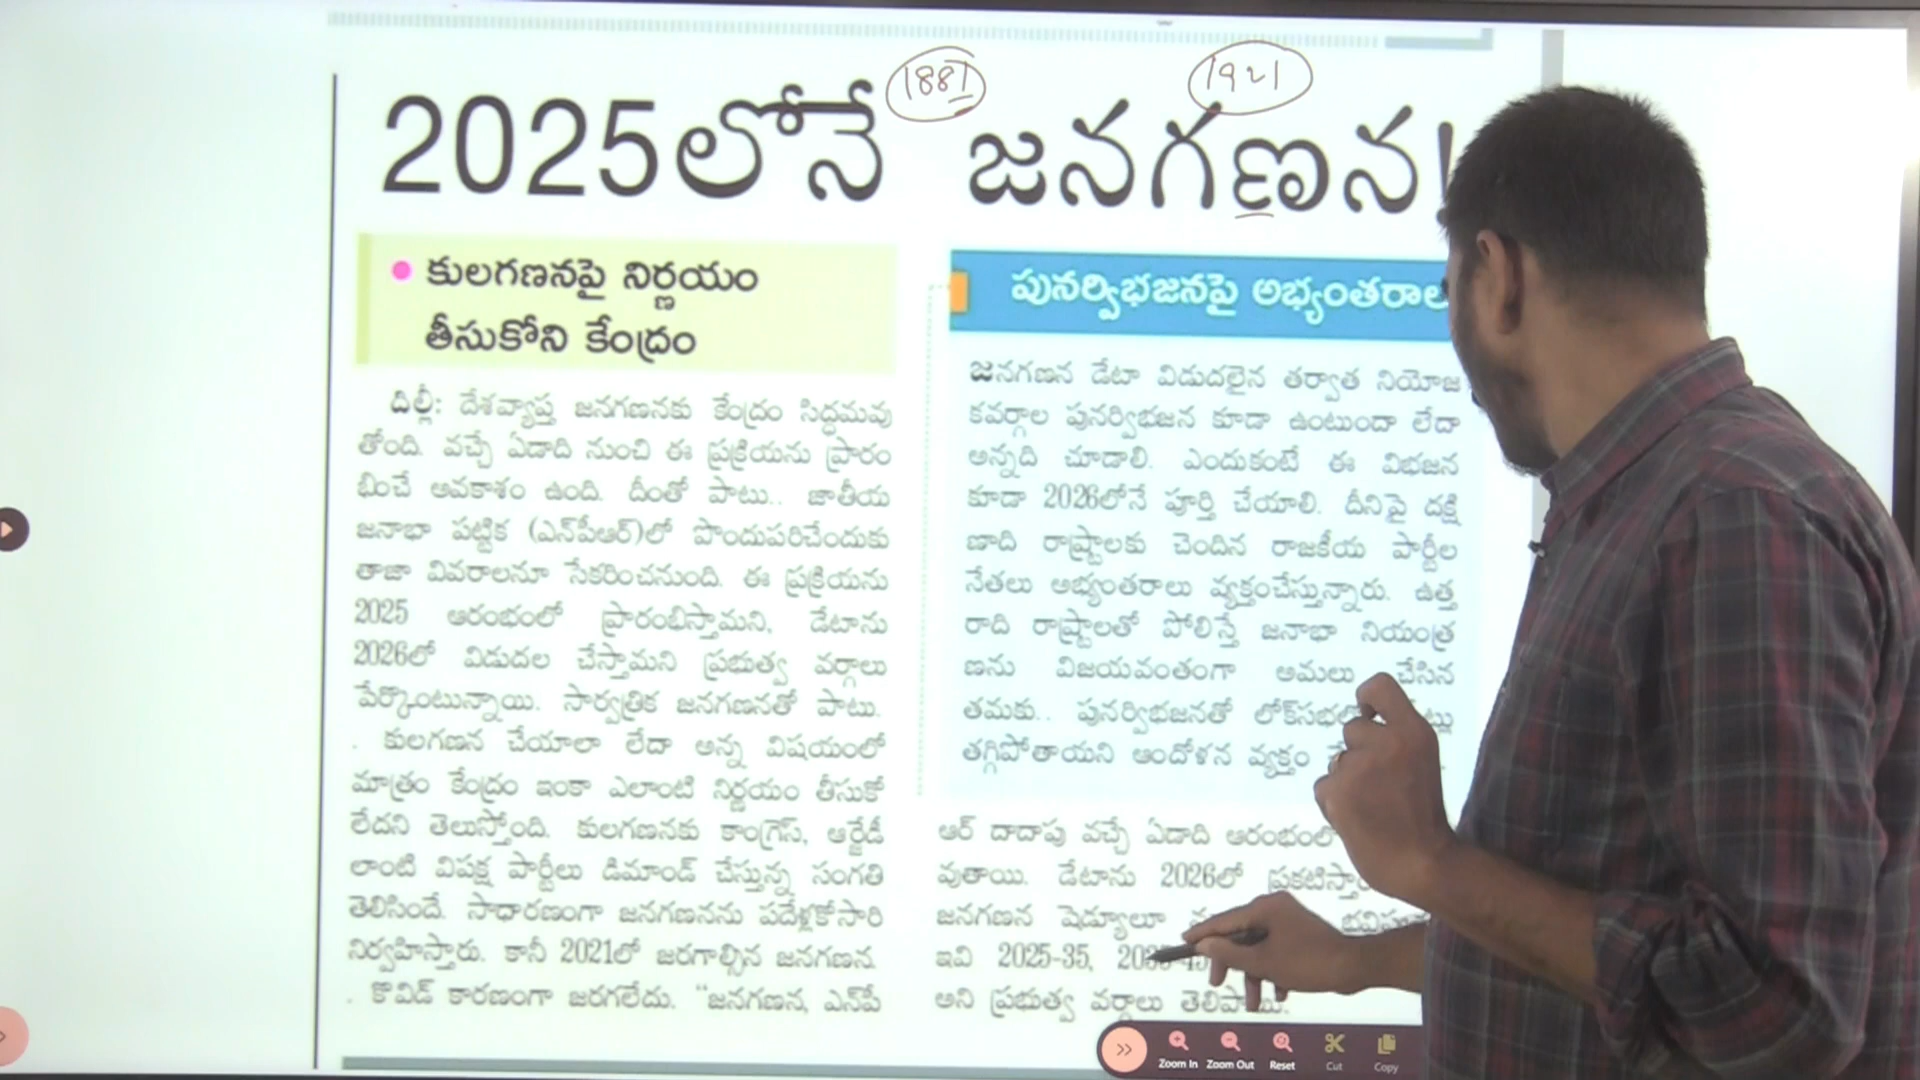 1881 1921
2025లోనే జనగణన!
కులగణనపై నిర్ణయం
తీసుకోని కేంద్రం
దిల్లీ: దేశవ్యాప్త జనగణనకు కేంద్రం సిద్ధమవు
తోంది. వచ్చే ఏడాది నుంచి ఈ ప్రక్రియను ప్రారం
భించే అవకాశం ఉంది. దీంతో పాటు.. జాతీయ
జనాభా పట్టిక (ఎన్‌పీఆర్)లో పొందుపరిచేందుకు
తాజా వివరాలనూ సేకరించనుంది. ఈ ప్రక్రియను
2025 ఆరంభంలో ప్రారంభిస్తామని, డేటాను
2026లో విడుదల చేస్తామని ప్రభుత్వ వర్గాలు
పేర్కొంటున్నాయి. సార్వత్రిక జనగణనతో పాటు.
. కులగణన చేయాలా లేదా అన్న విషయంలో
మాత్రం కేంద్రం ఇంకా ఎలాంటి నిర్ణయం తీసుకో
లేదని తెలుస్తోంది. కులగణనకు కాంగ్రెస్, ఆర్జేడీ
లాంటి విపక్ష పార్టీలు డిమాండ్ చేస్తున్న సంగతి
తెలిసిందే. సాధారణంగా జనగణనను పదేళ్లకోసారి
నిర్వహిస్తారు. కానీ 2021లో జరగాల్సిన జనగణన.
. కొవిడ్ కారణంగా జరగలేదు. "జనగణన, ఎన్‌పీ
పునర్విభజనపై అభ్యంతరాల
జనగణన డేటా విడుదలైన తర్వాత నియోజ
కవర్గాల పునర్విభజన కూడా ఉంటుందా లేదా
అన్నది చూడాలి. ఎందుకంటే ఈ విభజన
కూడా 2026లోనే పూర్తి చేయాలి. దీనిపై దక్షి
ణాది రాష్ట్రాలకు చెందిన రాజకీయ పార్టీల
నేతలు అభ్యంతరాలు వ్యక్తంచేస్తున్నారు. ఉత్త
రాది రాష్ట్రాలతో పోలిస్తే జనాభా నియంత్ర
ణను విజయవంతంగా అమలు చేసిన
తమకు.. పునర్విభజనతో లోక్‌సభలో
తగ్గిపోతాయని ఆందోళన వ్యక్తం
ఆర్ దాదాపు వచ్చే ఏడాది ఆరంభంలో
వుతాయి. డేటాను 2026లో
జనగణన షెడ్యూలూ
ఇవి 2025-35,
అని ప్రభుత్వ వర్గాలు
Zoom In Zoom Out Reset Cut Copy